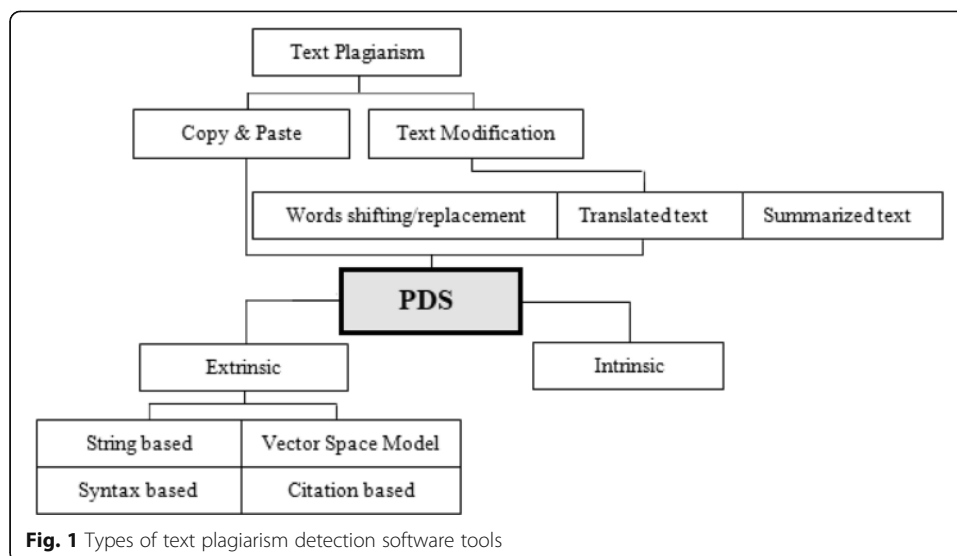 Text Plagiarism
Copy & Paste
Text Modification
Words shifting/replacement
Translated text
Summarized text
PDS
Extrinsic
Intrinsic
String based
Vector Space Model
Syntax based
Citation based
Fig. 1 Types of text plagiarism detection software tools